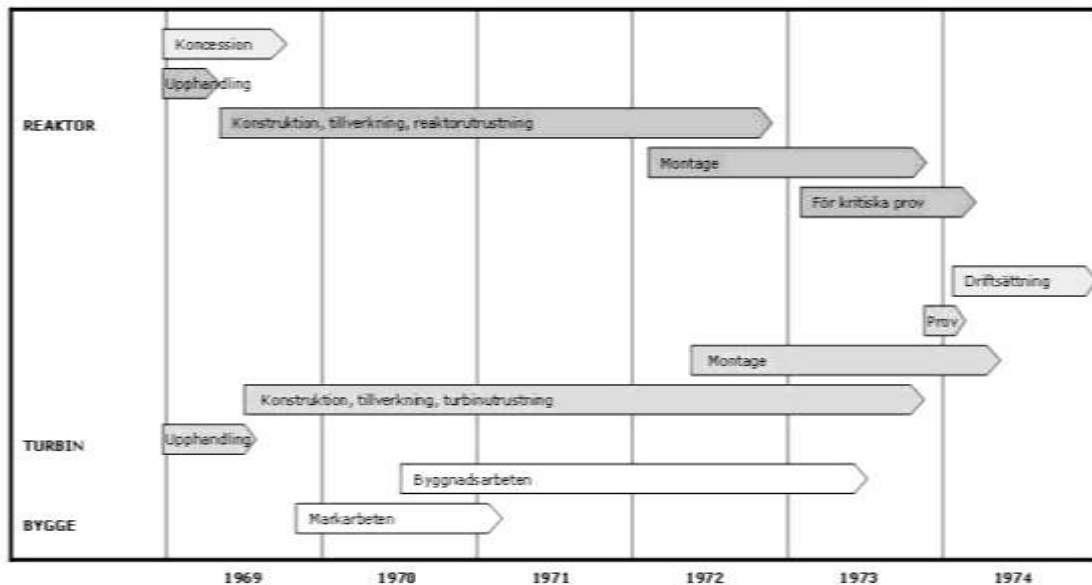 Koncession
Upphandling
REAKTOR
Konstruktion, tillverkning, reaktorutrustning
Montage
För kritiska prov
Driftsättning
Prov
Montage
Konstruktion, tillverkning, turbinutrustning
Upphandling
TURBIN
Byggnadsarbeten
Markarbeten
BYGGE
1969 1970 1971 1972 1973 1974